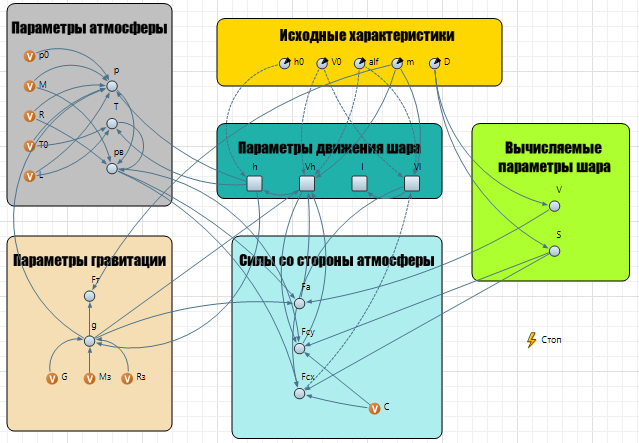 Параметры атмосферы
p0
M
R
T0
L
p
T
pв
Исходные характеристики
h0
V0
alf
m
D
Параметры движения шара
h
Vh
l
Vl
Вычисляемые
параметры шара
V
S
Параметры гравитации
Fт
g
G
Mз
Rз
Силы со стороны атмосферы
Fa
Fcy
Fcx
C
Стоп